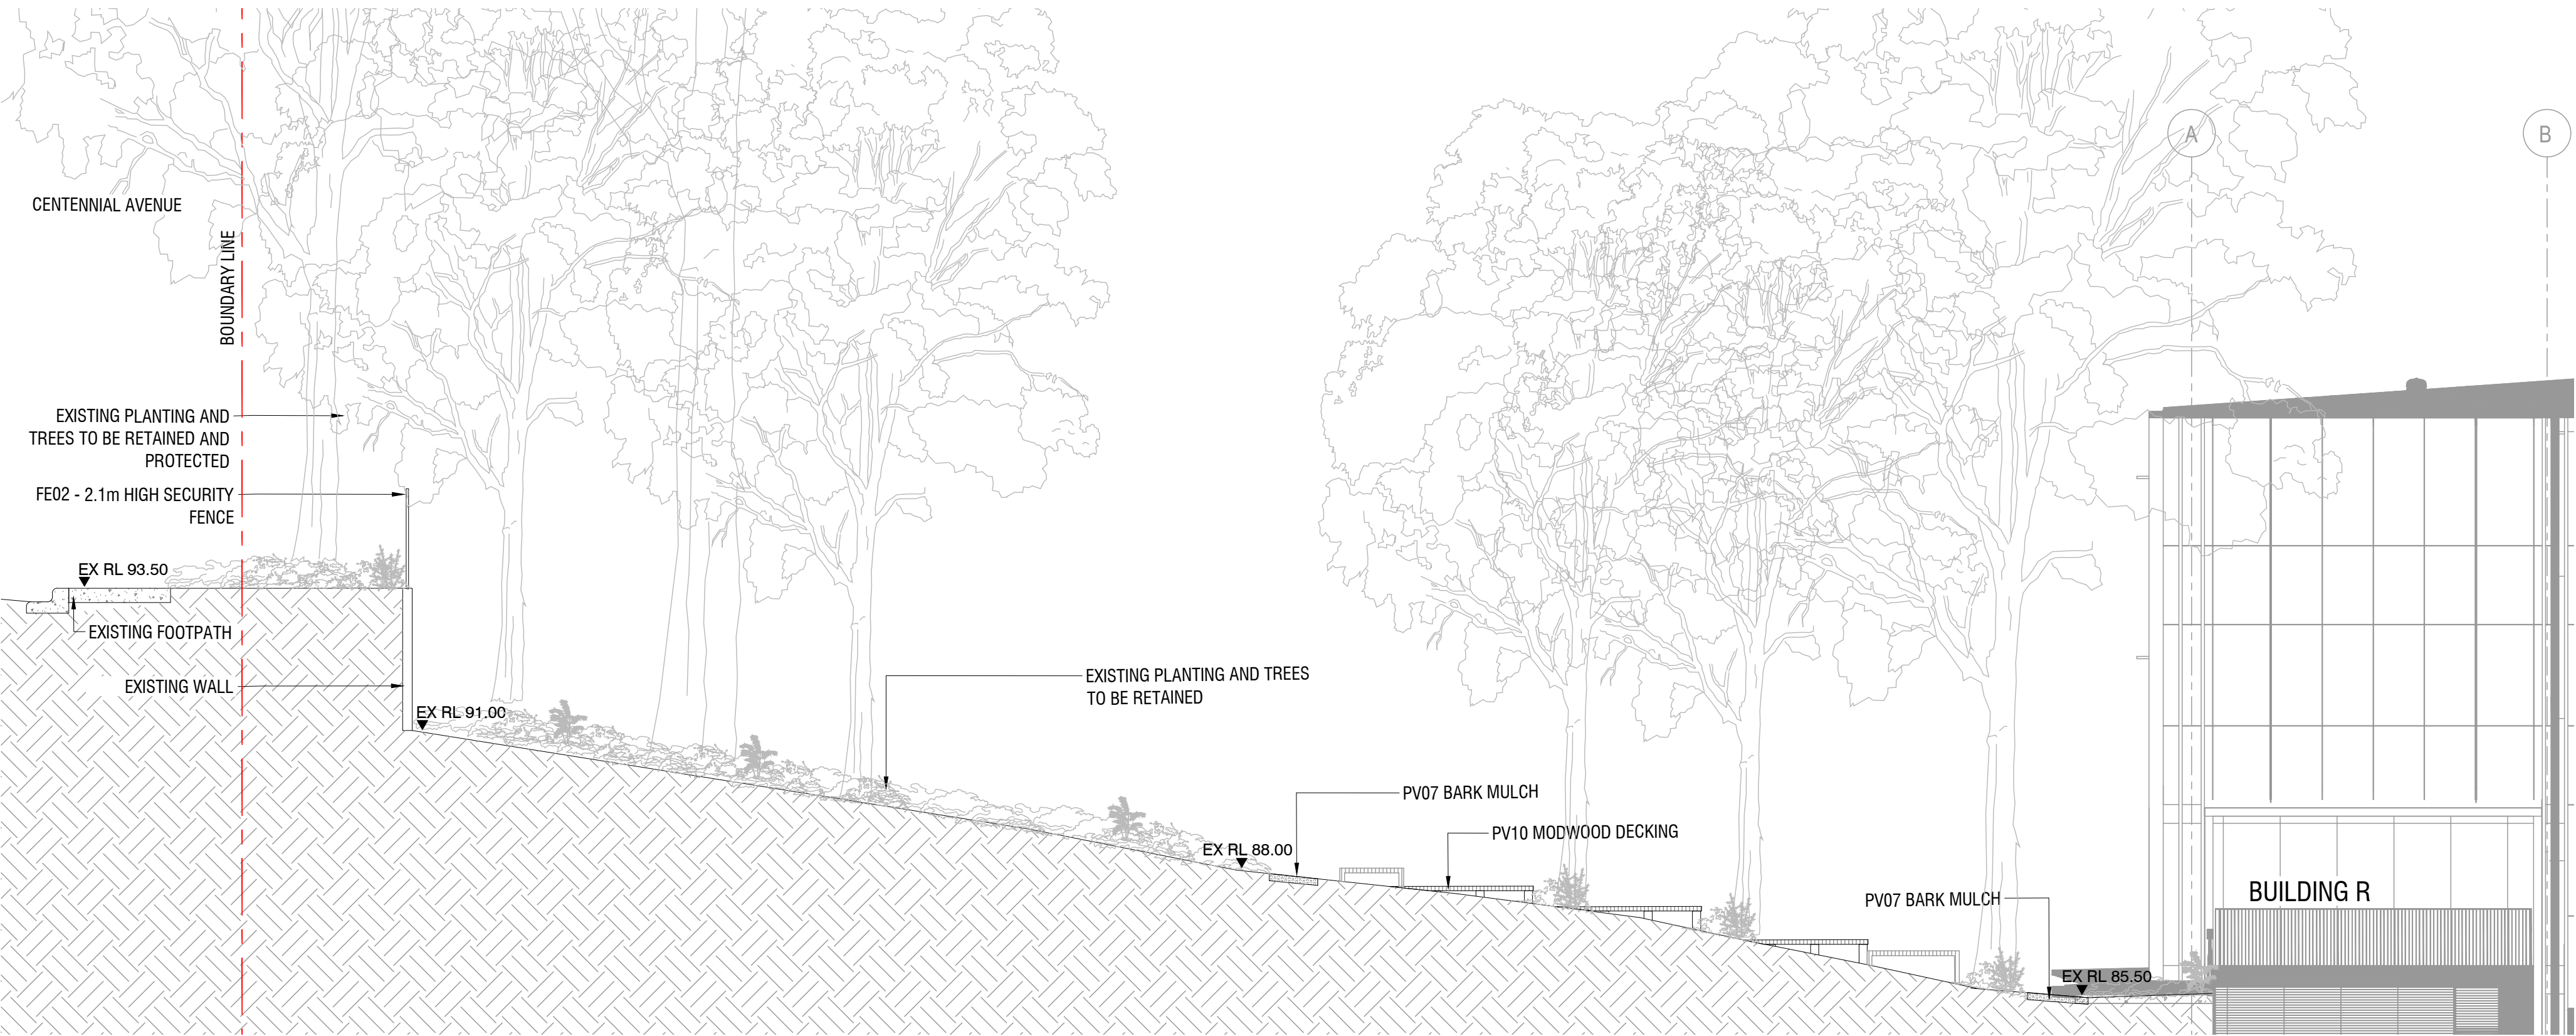 A
B
CENTENNIAL AVENUE
BOUNDARY LINE
EXISTING PLANTING AND
TREES TO BE RETAINED AND
PROTECTED
FE02 - 2.1m HIGH SECURITY
FENCE
EX RL 93.50
EXISTING FOOTPATH
EXISTING WALL
EX RL 91.00
EXISTING PLANTING AND TREES
TO BE RETAINED
PV07 BARK MULCH
PV10 MODWOOD DECKING
EX RL 88.00
PV07 BARK MULCH
BUILDING R
EX RL 85.50